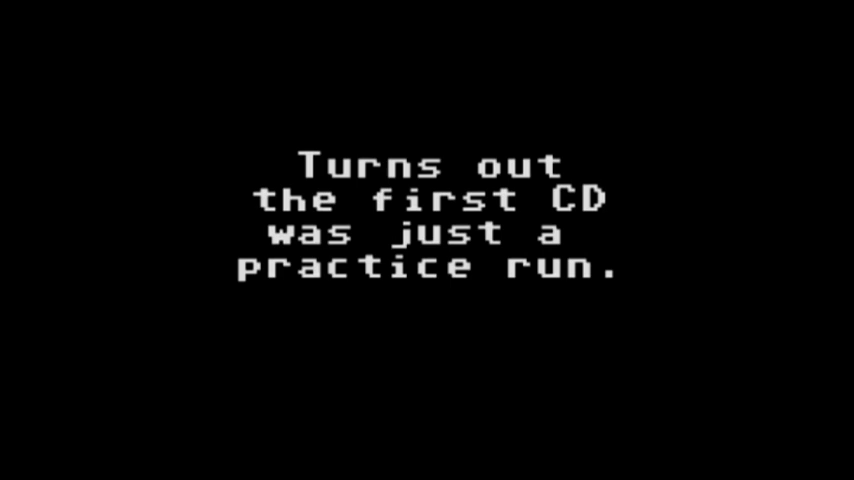 Turns out
the first CD
was just a
practice run.